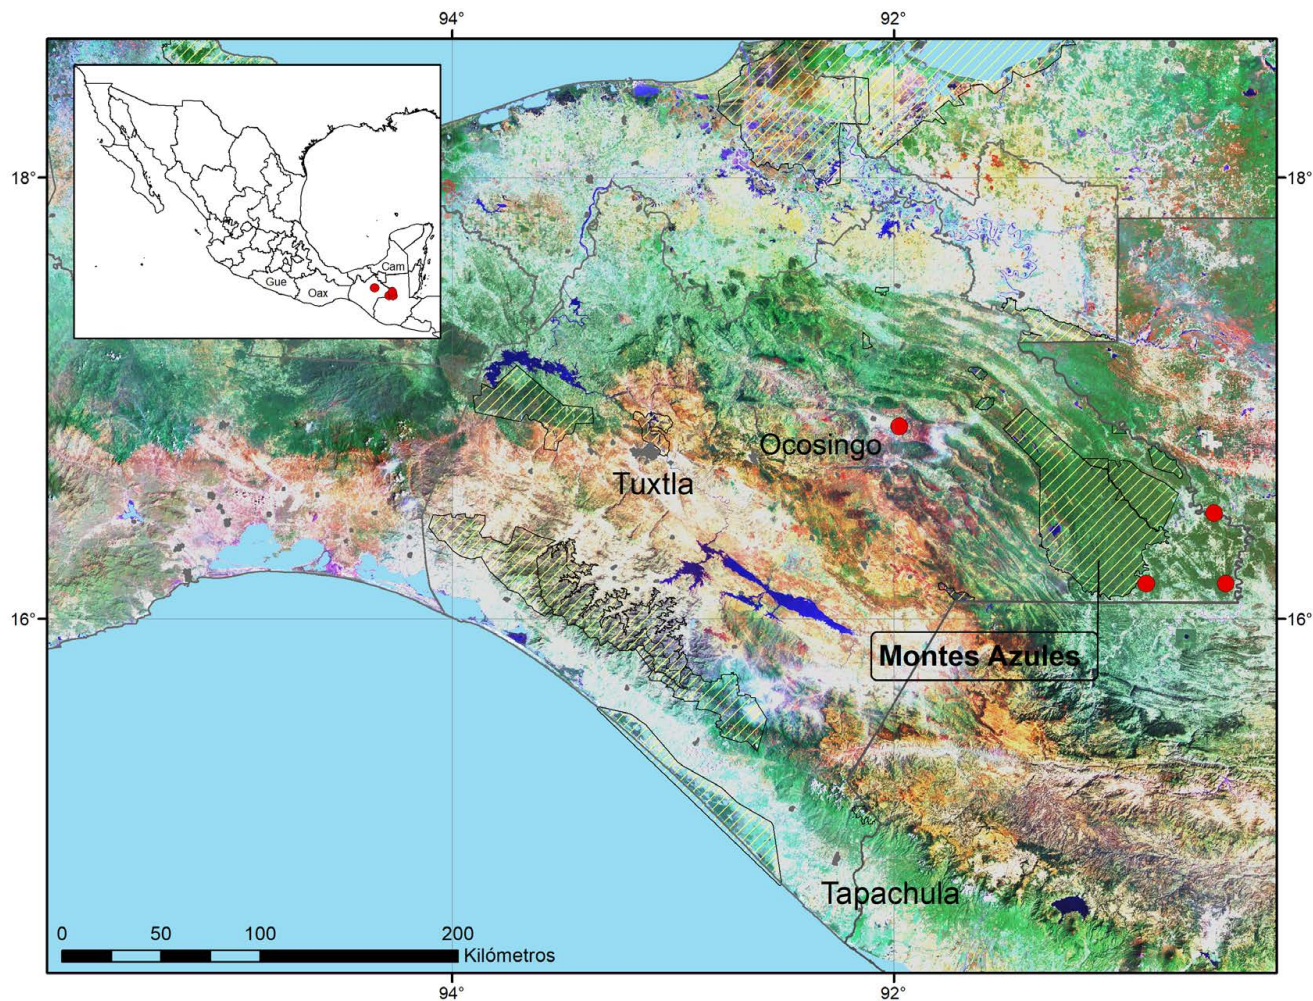 94°
92°
Cam
Gue
Oax
18°
18°
Ocosingo
Tuxtla
16°
16°
Montes Azules
Tapachula
0 50 100 200
Kilómetros
94°
92°